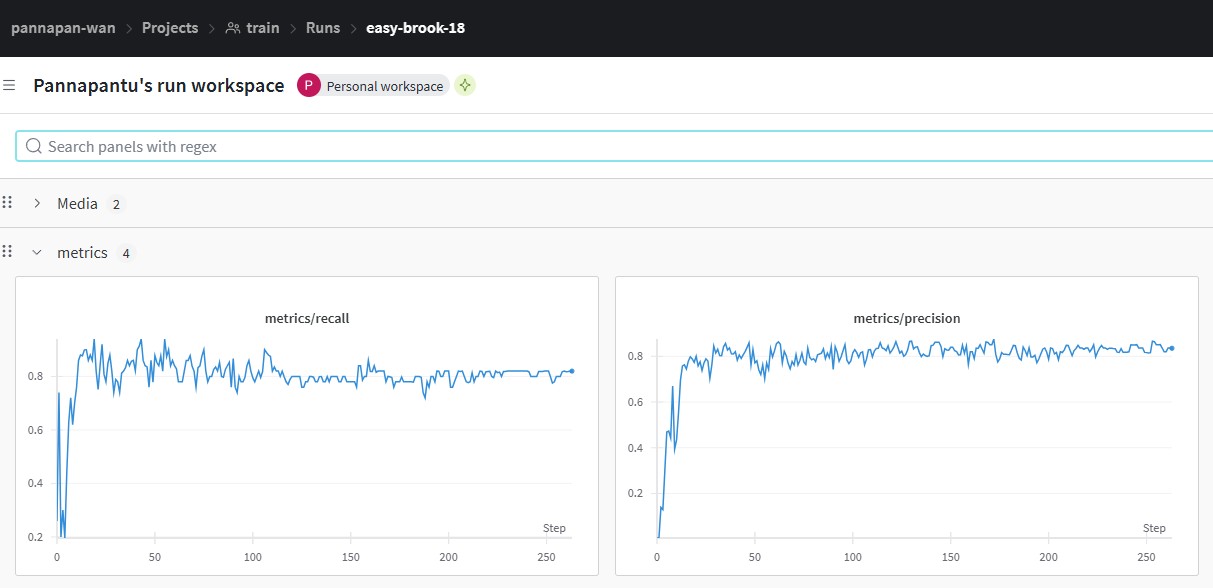 pannapan-wan > Projects > train > Runs > easy-brook-18
Pannapantu's run workspace P Personal workspace
Search panels with regex
Media 2
metrics 4
metrics/recall
0.8
0.6
0.4
0.2
Step
0 50 100 150 200 250
metrics/precision
0.8
0.6
0.4
0.2
Step
0 50 100 150 200 250